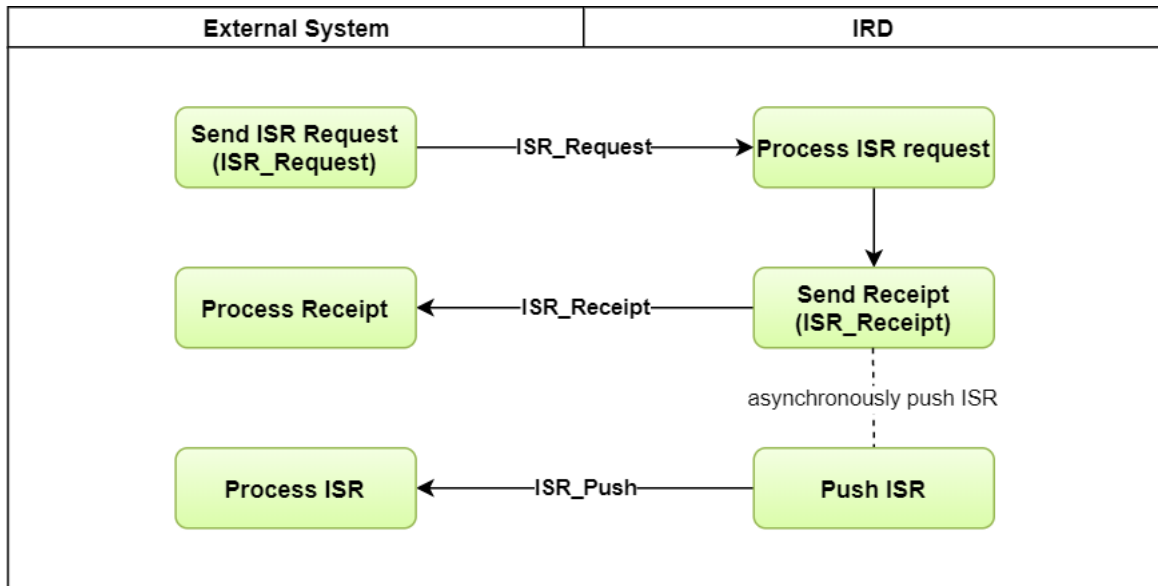 External System
IRD
Send ISR Request
(ISR_Request)
ISR_Request
Process ISR request
Process Receipt
ISR_Receipt
Send Receipt
(ISR_Receipt)
asynchronously push ISR
Process ISR
ISR_Push
Push ISR